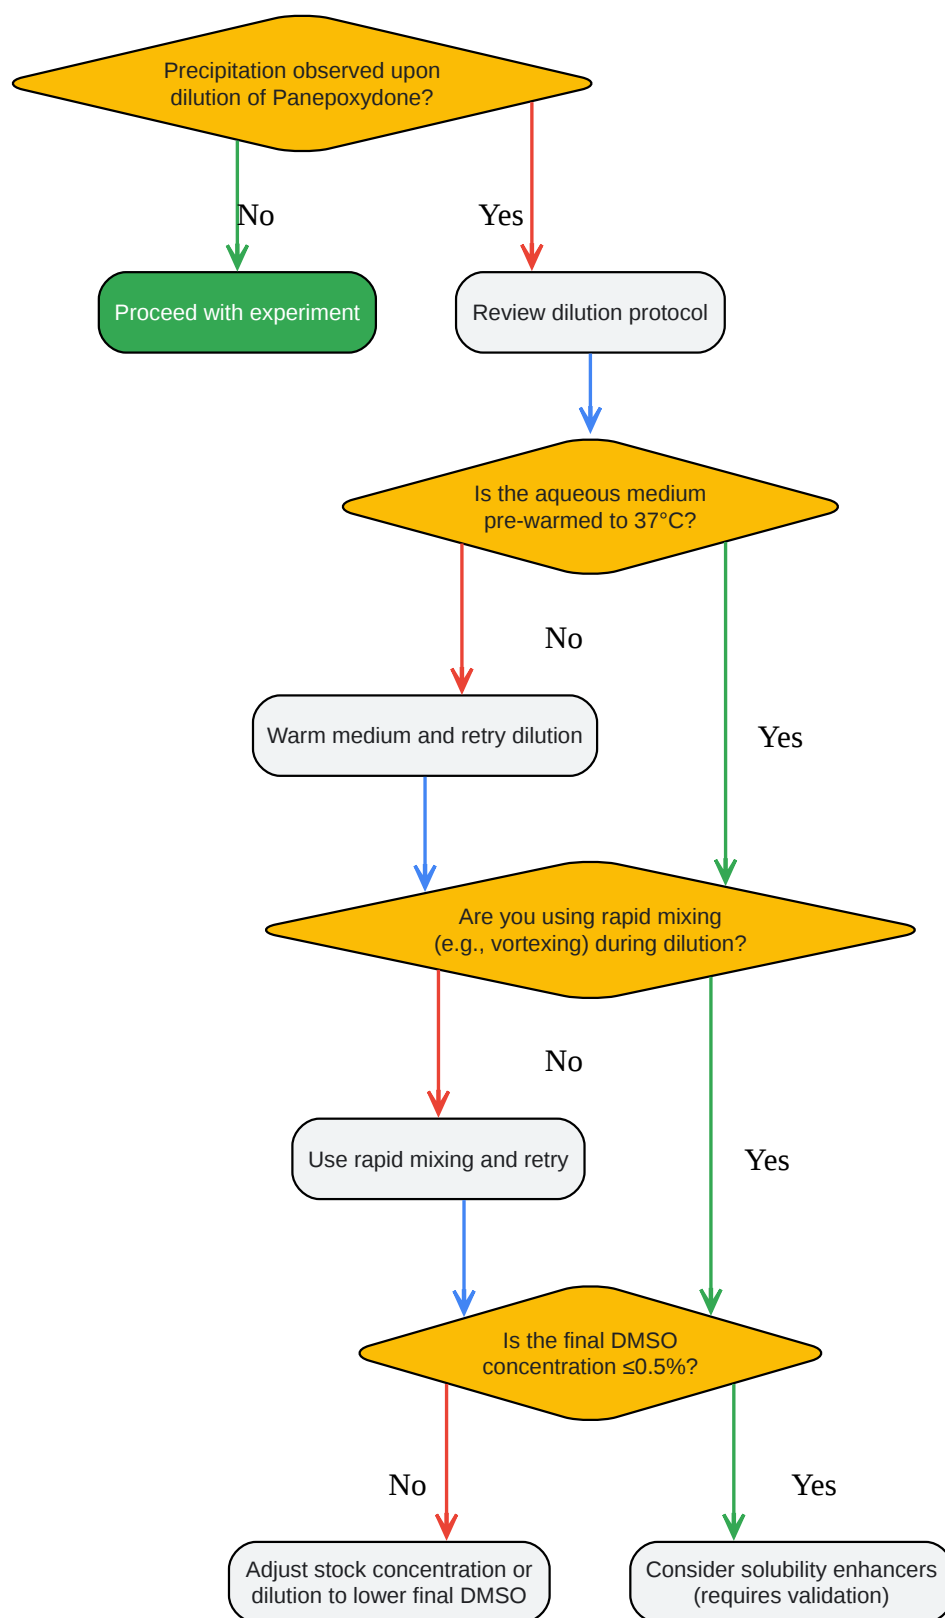 Precipitation observed upon
dilution of Panepoxydone?
No
Yes
Proceed with experiment
Review dilution protocol
Is the aqueous medium
pre-warmed to 37°C?
No
Warm medium and retry dilution
Yes
Are you using rapid mixing
(e.g., vortexing) during dilution?
No
Use rapid mixing and retry
Yes
Is the final DMSO
concentration ≤0.5%?
No
Yes
Adjust stock concentration or
dilution to lower final DMSO
Consider solubility enhancers
(requires validation)